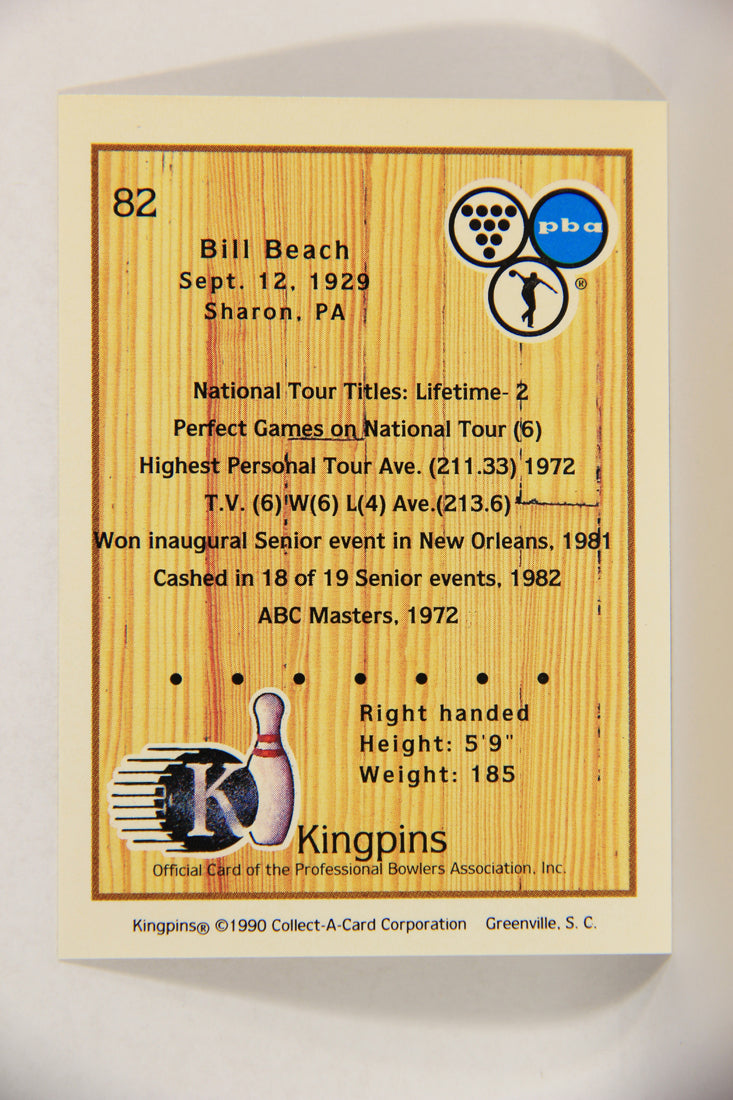 82
pba
®
Bill Beach
Sept. 12, 1929
Sharon, PA
National Tour Titles: Lifetime- 2
Perfect Games on National Tour (6)
Highest Personal Tour Ave. (211.33) 1972
T.V. (6) W(6) L(4) Ave.(213.6)
Won inaugural Senior event in New Orleans, 1981
Cashed in 18 of 19 Senior events, 1982
ABC Masters, 1972
Right handed
Height: 5'9"
Weight: 185
K
Kingpins
Official Card of the Professional Bowlers Association, Inc.
Kingpins® ©1990 Collect-A-Card Corporation Greenville, S. C.